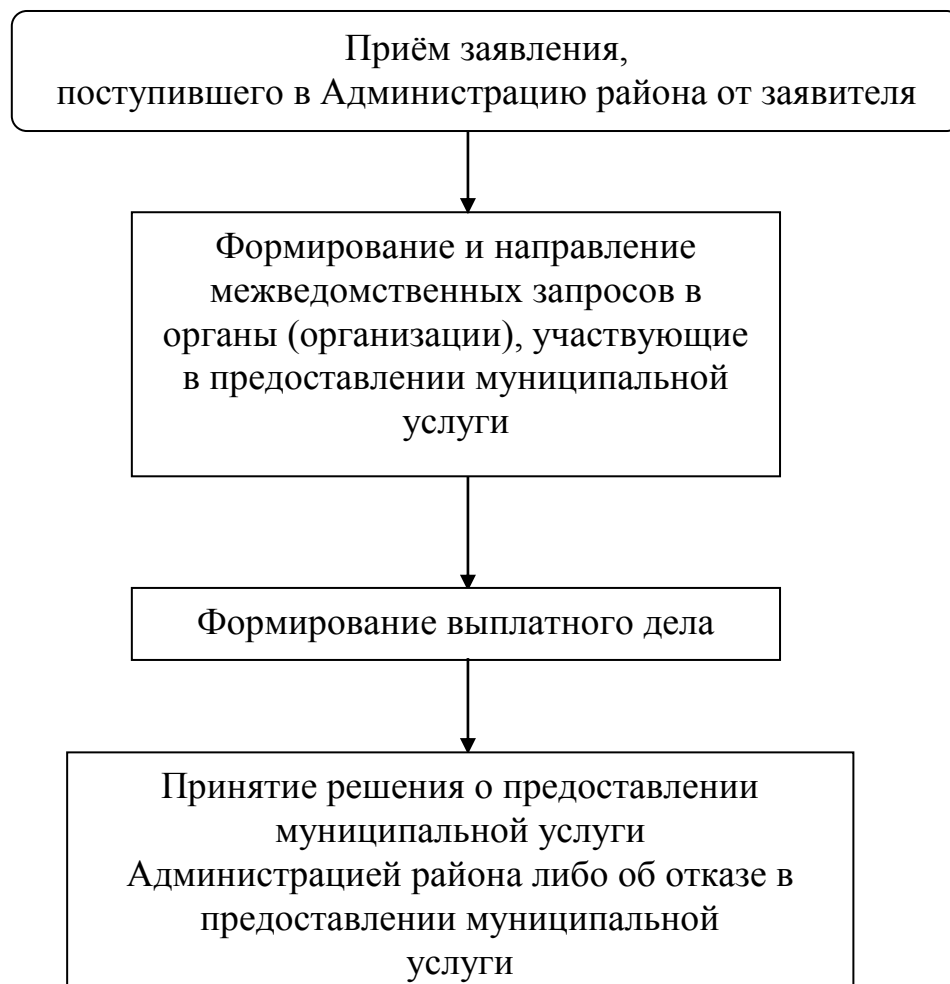 Приём заявления,
поступившего в Администрацию района от заявителя
Формирование и направление
межведомственных запросов в
органы (организации), участвующие
в предоставлении муниципальной
услуги
Формирование выплатного дела
Принятие решения о предоставлении
муниципальной услуги
Администрацией района либо об отказе в
предоставлении муниципальной
услуги